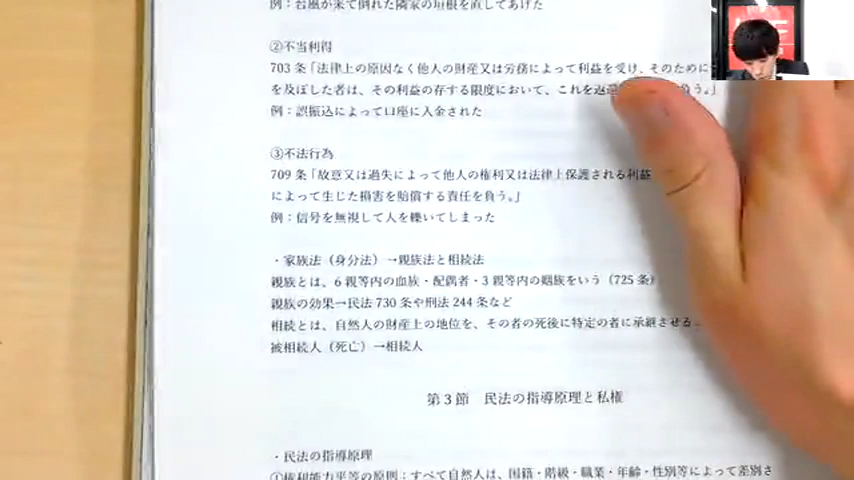 例：台風が来て倒れた隣家の垣根を直してあげた
②不当利得
703 条「法律上の原因なく他人の財産又は労務によって利益を受け、そのために
を及ぼした者は、その利益の存する限度において、これを返還 負う。」
例：誤振込によって口座に入金された
③不法行為
709 条「故意又は過失によって他人の権利又は法律上保護される利益
によって生じた損害を賠償する責任を負う。」
例：信号を無視して人を轢いてしまった
・家族法（身分法）→親族法と相続法
親族とは、6 親等内の血族・配偶者・3 親等内の姻族をいう（725 条）
親族の効果→民法 730 条や刑法 244 条など
相続とは、自然人の財産上の地位を、その者の死後に特定の者に承継させる
被相続人（死亡）→相続人
第３節　民法の指導原理と私権
・民法の指導原理
①権利能力平等の原則：すべて自然人は、国籍・階級・職業・年齢・性別等によって差別さ